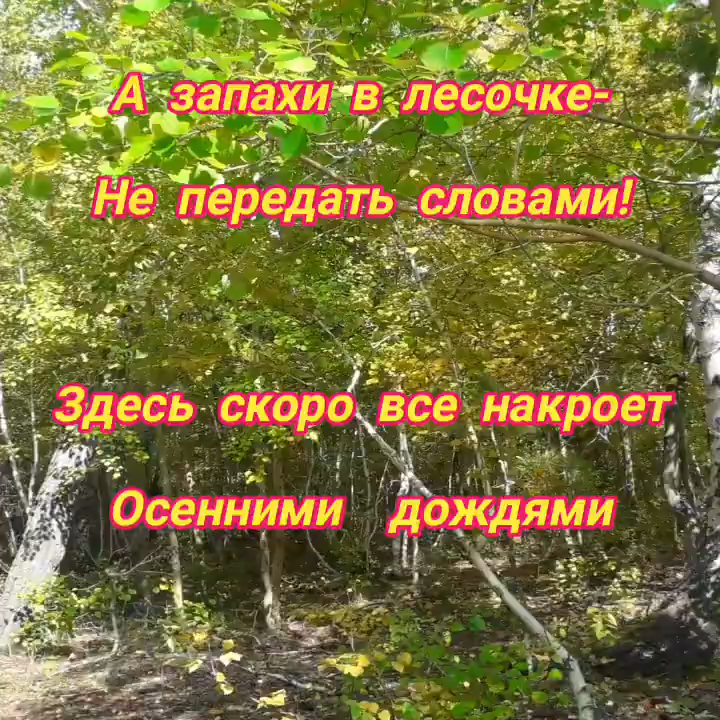 А запахи в лесочке-
Не передать словами!
Здесь скоро все накроет
Осенними дождями